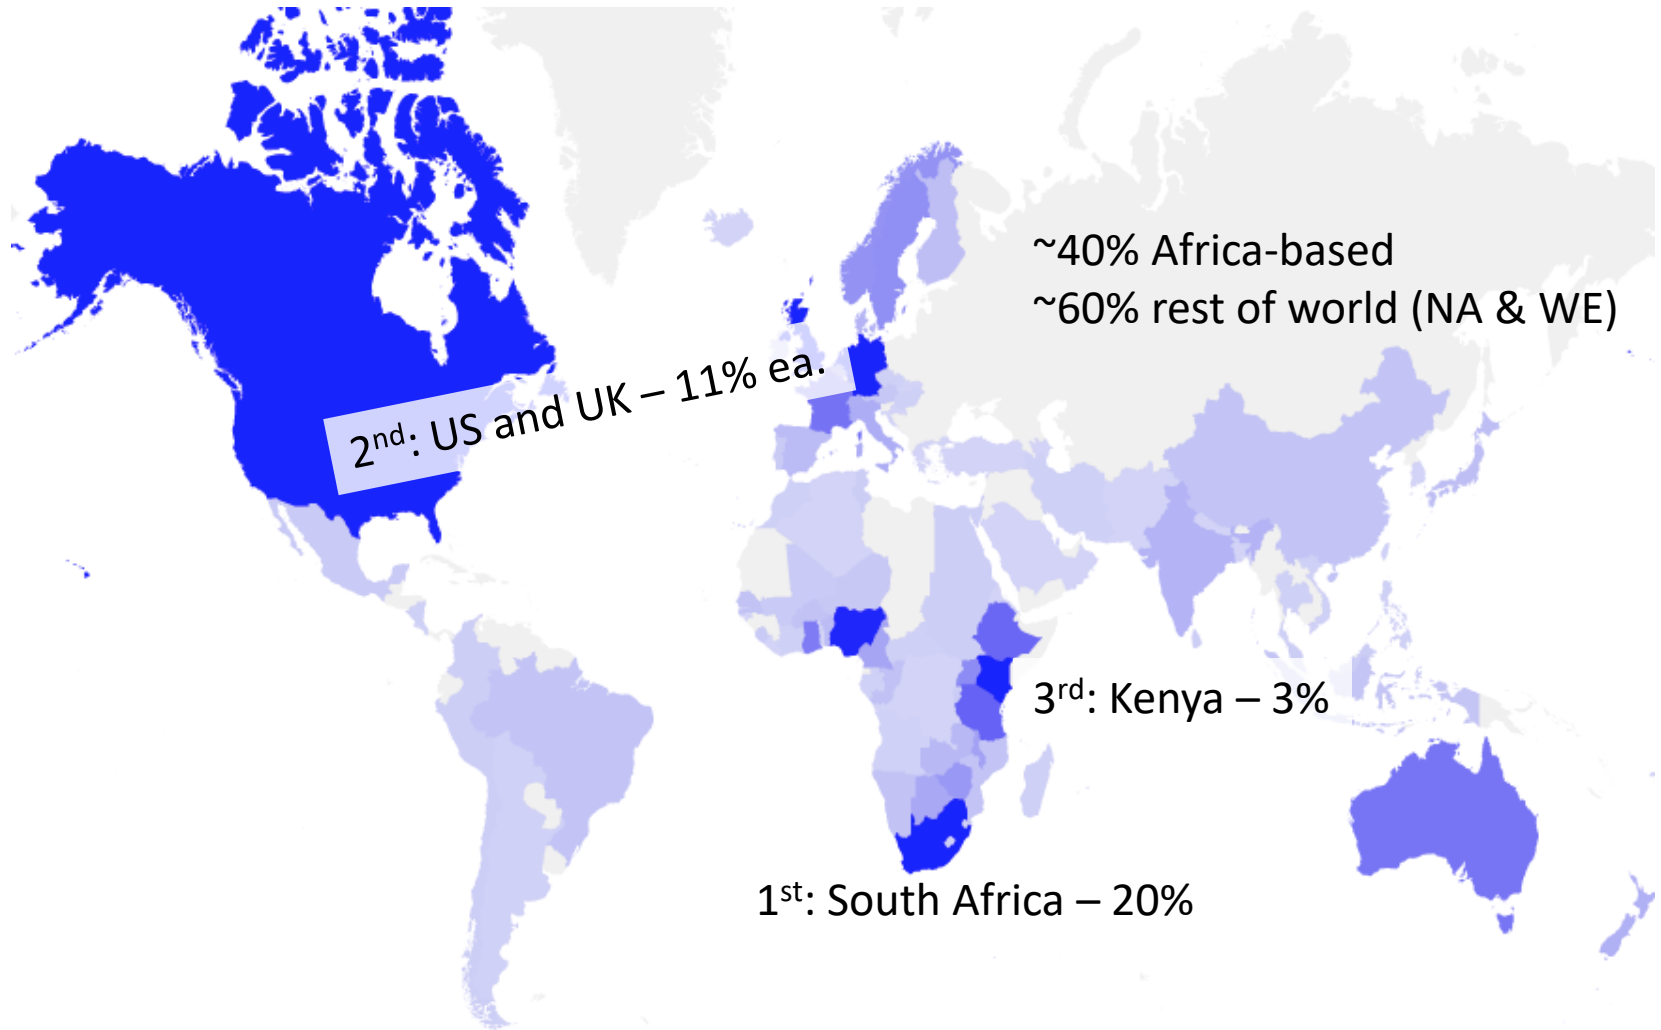 ~40% Africa-based
~60% rest of world (NA & WE)
2nd: US and UK – 11% ea.
3rd: Kenya – 3%
1st: South Africa – 20%